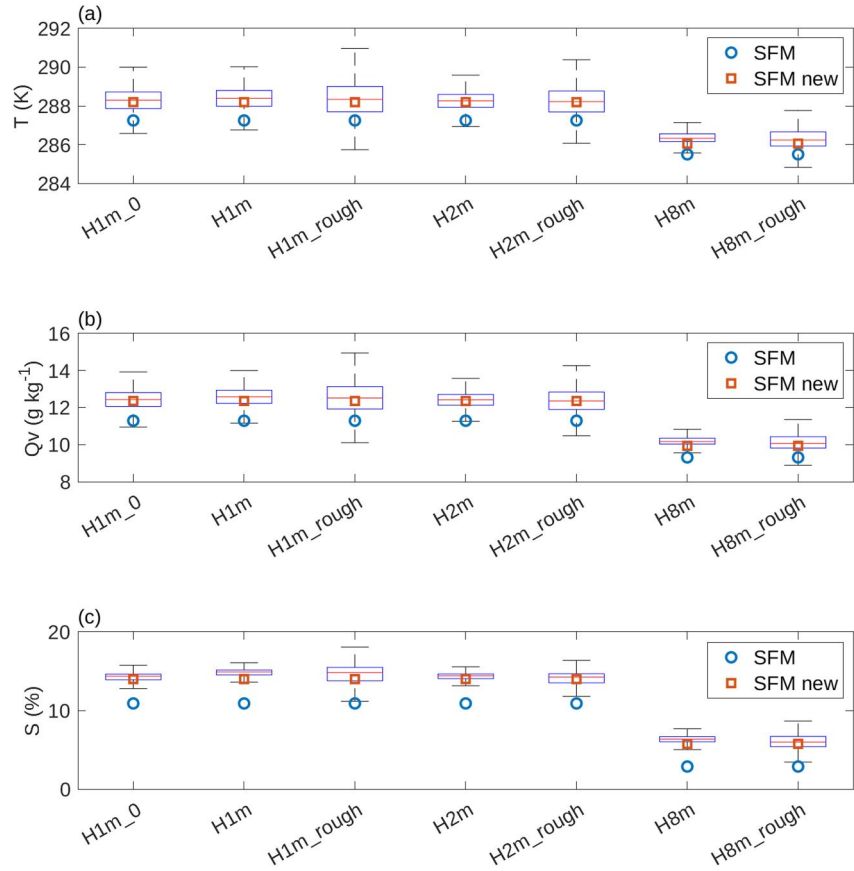 (a)
292
290
288
286
284
T (K)
SFM
SFM new
H1m_0
H1m
H1m_rough
H2m
H2m_rough
H8m
H8m_rough
(b)
16
14
12
10
8
Qv (g kg⁻¹)
SFM
SFM new
H1m_0
H1m
H1m_rough
H2m
H2m_rough
H8m
H8m_rough
(c)
20
10
0
S (%)
SFM
SFM new
H1m_0
H1m
H1m_rough
H2m
H2m_rough
H8m
H8m_rough